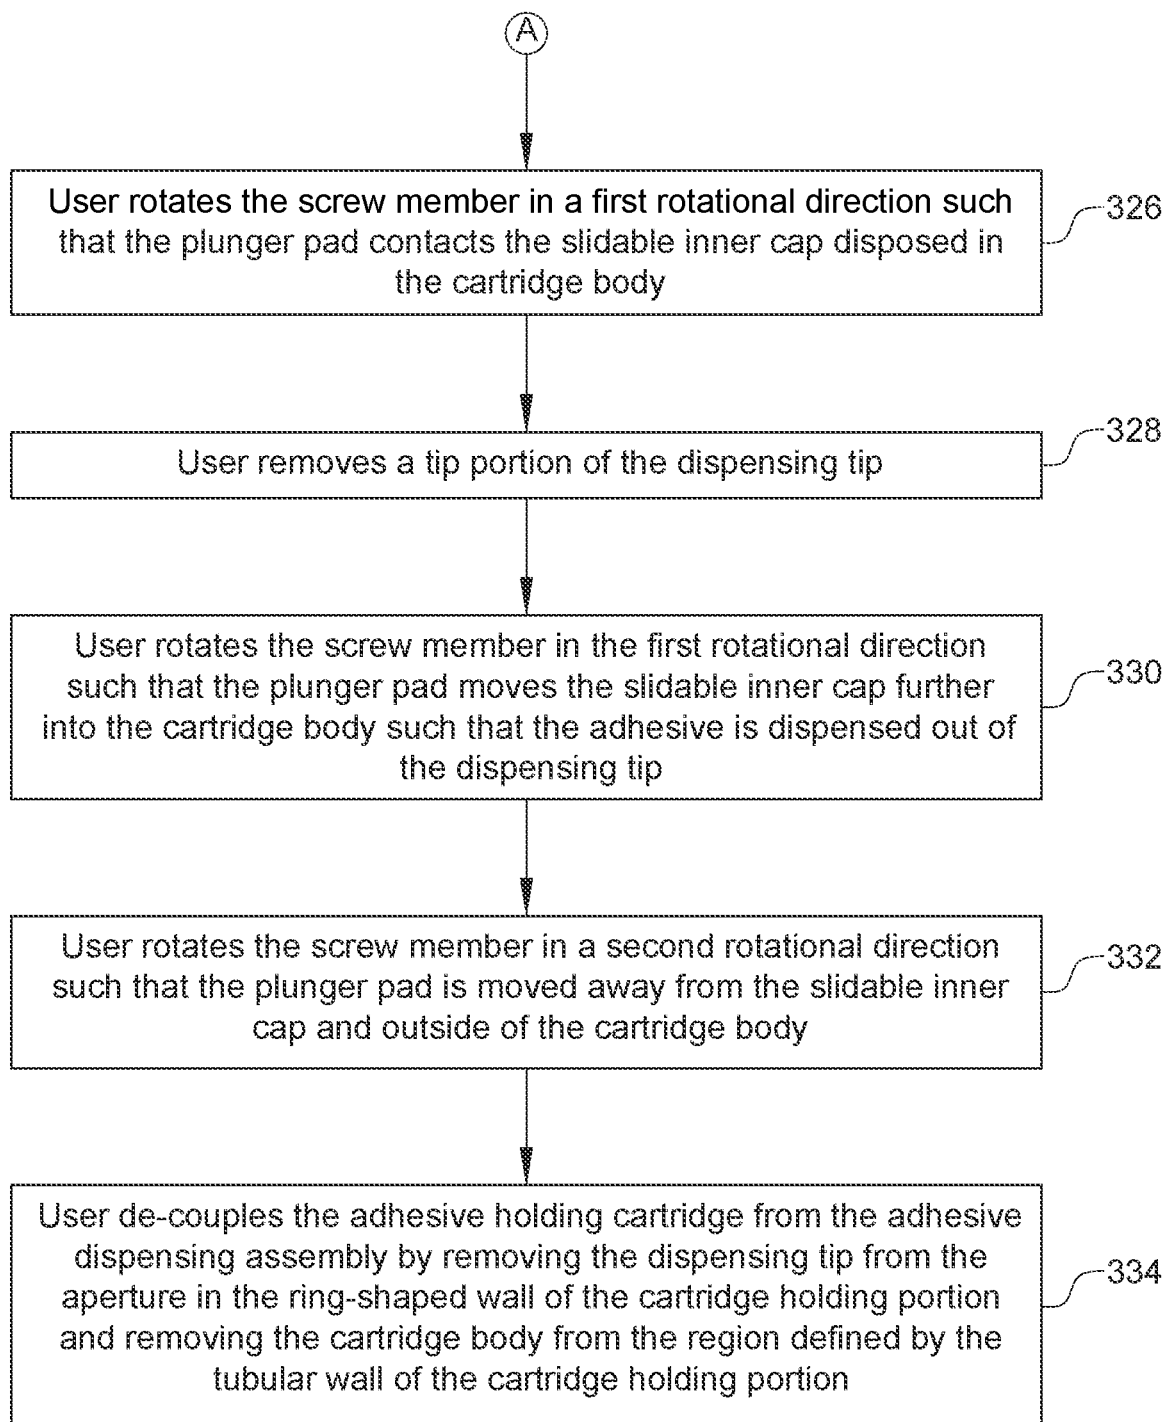 A
User rotates the screw member in a first rotational direction such
that the plunger pad contacts the slidable inner cap disposed in
the cartridge body
326
User removes a tip portion of the dispensing tip
328
User rotates the screw member in the first rotational direction
such that the plunger pad moves the slidable inner cap further
into the cartridge body such that the adhesive is dispensed out of
the dispensing tip
330
User rotates the screw member in a second rotational direction
such that the plunger pad is moved away from the slidable inner
cap and outside of the cartridge body
332
User de-couples the adhesive holding cartridge from the adhesive
dispensing assembly by removing the dispensing tip from the
aperture in the ring-shaped wall of the cartridge holding portion
and removing the cartridge body from the region defined by the
tubular wall of the cartridge holding portion
334